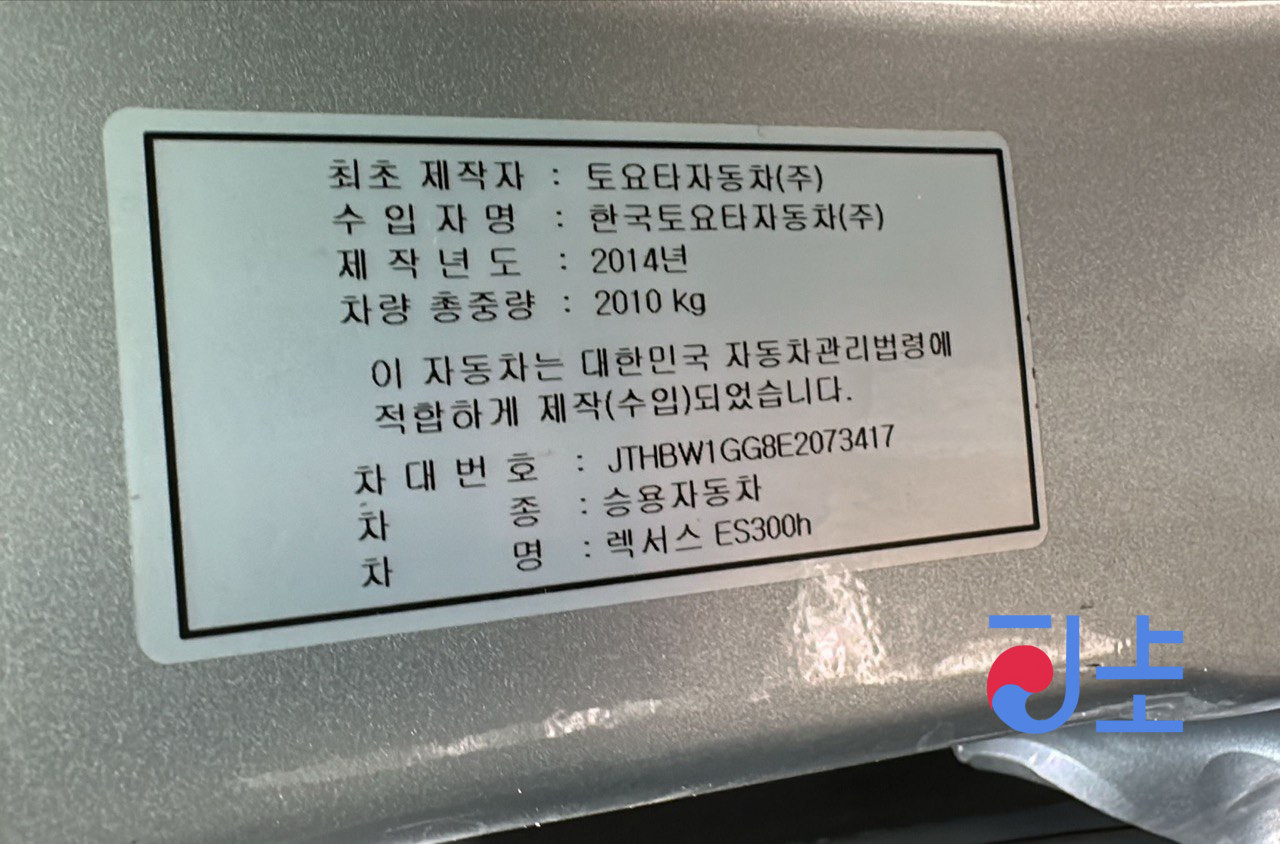 최초 제작자 : 토요타자동차(주)
수 입 자 명 : 한국토요타자동차(주)
제 작 년 도 : 2014년
차량 총중량 : 2010 kg
이 자동차는 대한민국 자동차관리법령에
적합하게 제작(수입)되었습니다.
차 대 번 호 : JTHBW1GG8E2073417
차 종 : 승용자동차
차 명 : 렉서스 ES300h